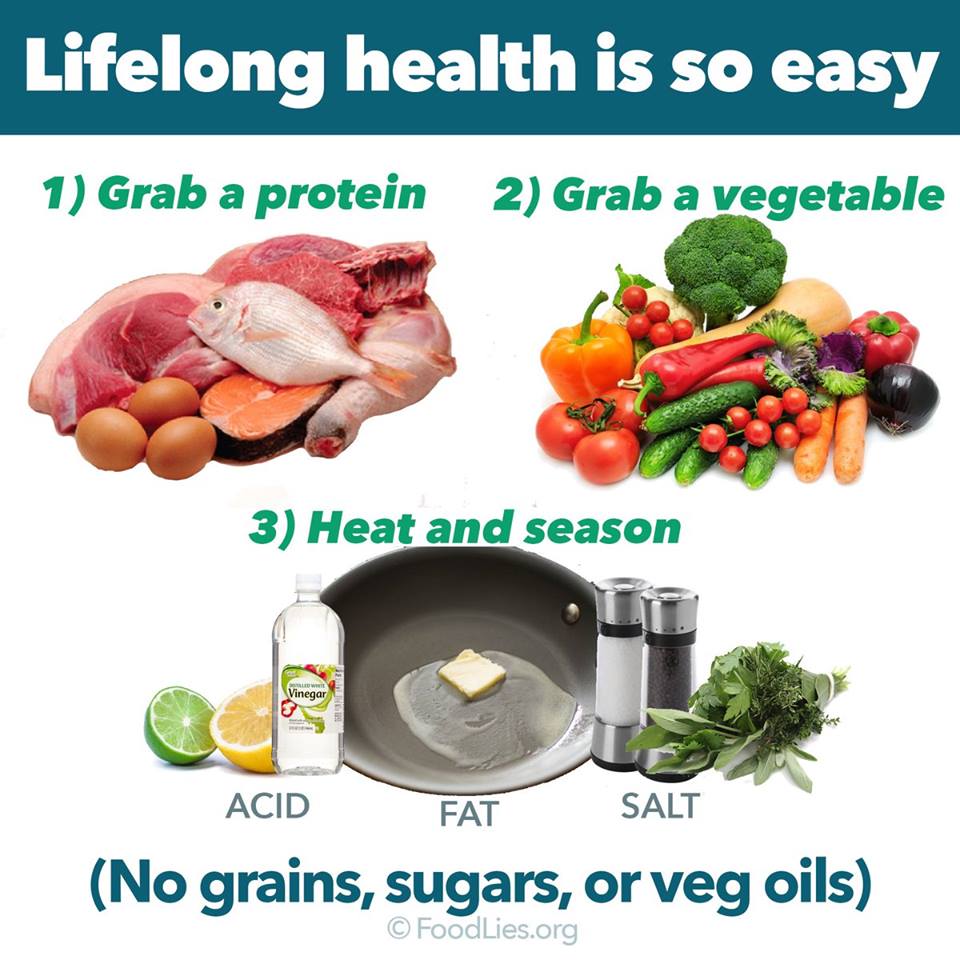 Lifelong health is so easy
1) Grab a protein
2) Grab a vegetable
3) Heat and season
DISTILLED WHITE
Vinegar
ACID
FAT
SALT
(No grains, sugars, or veg oils)
© FoodLies.org